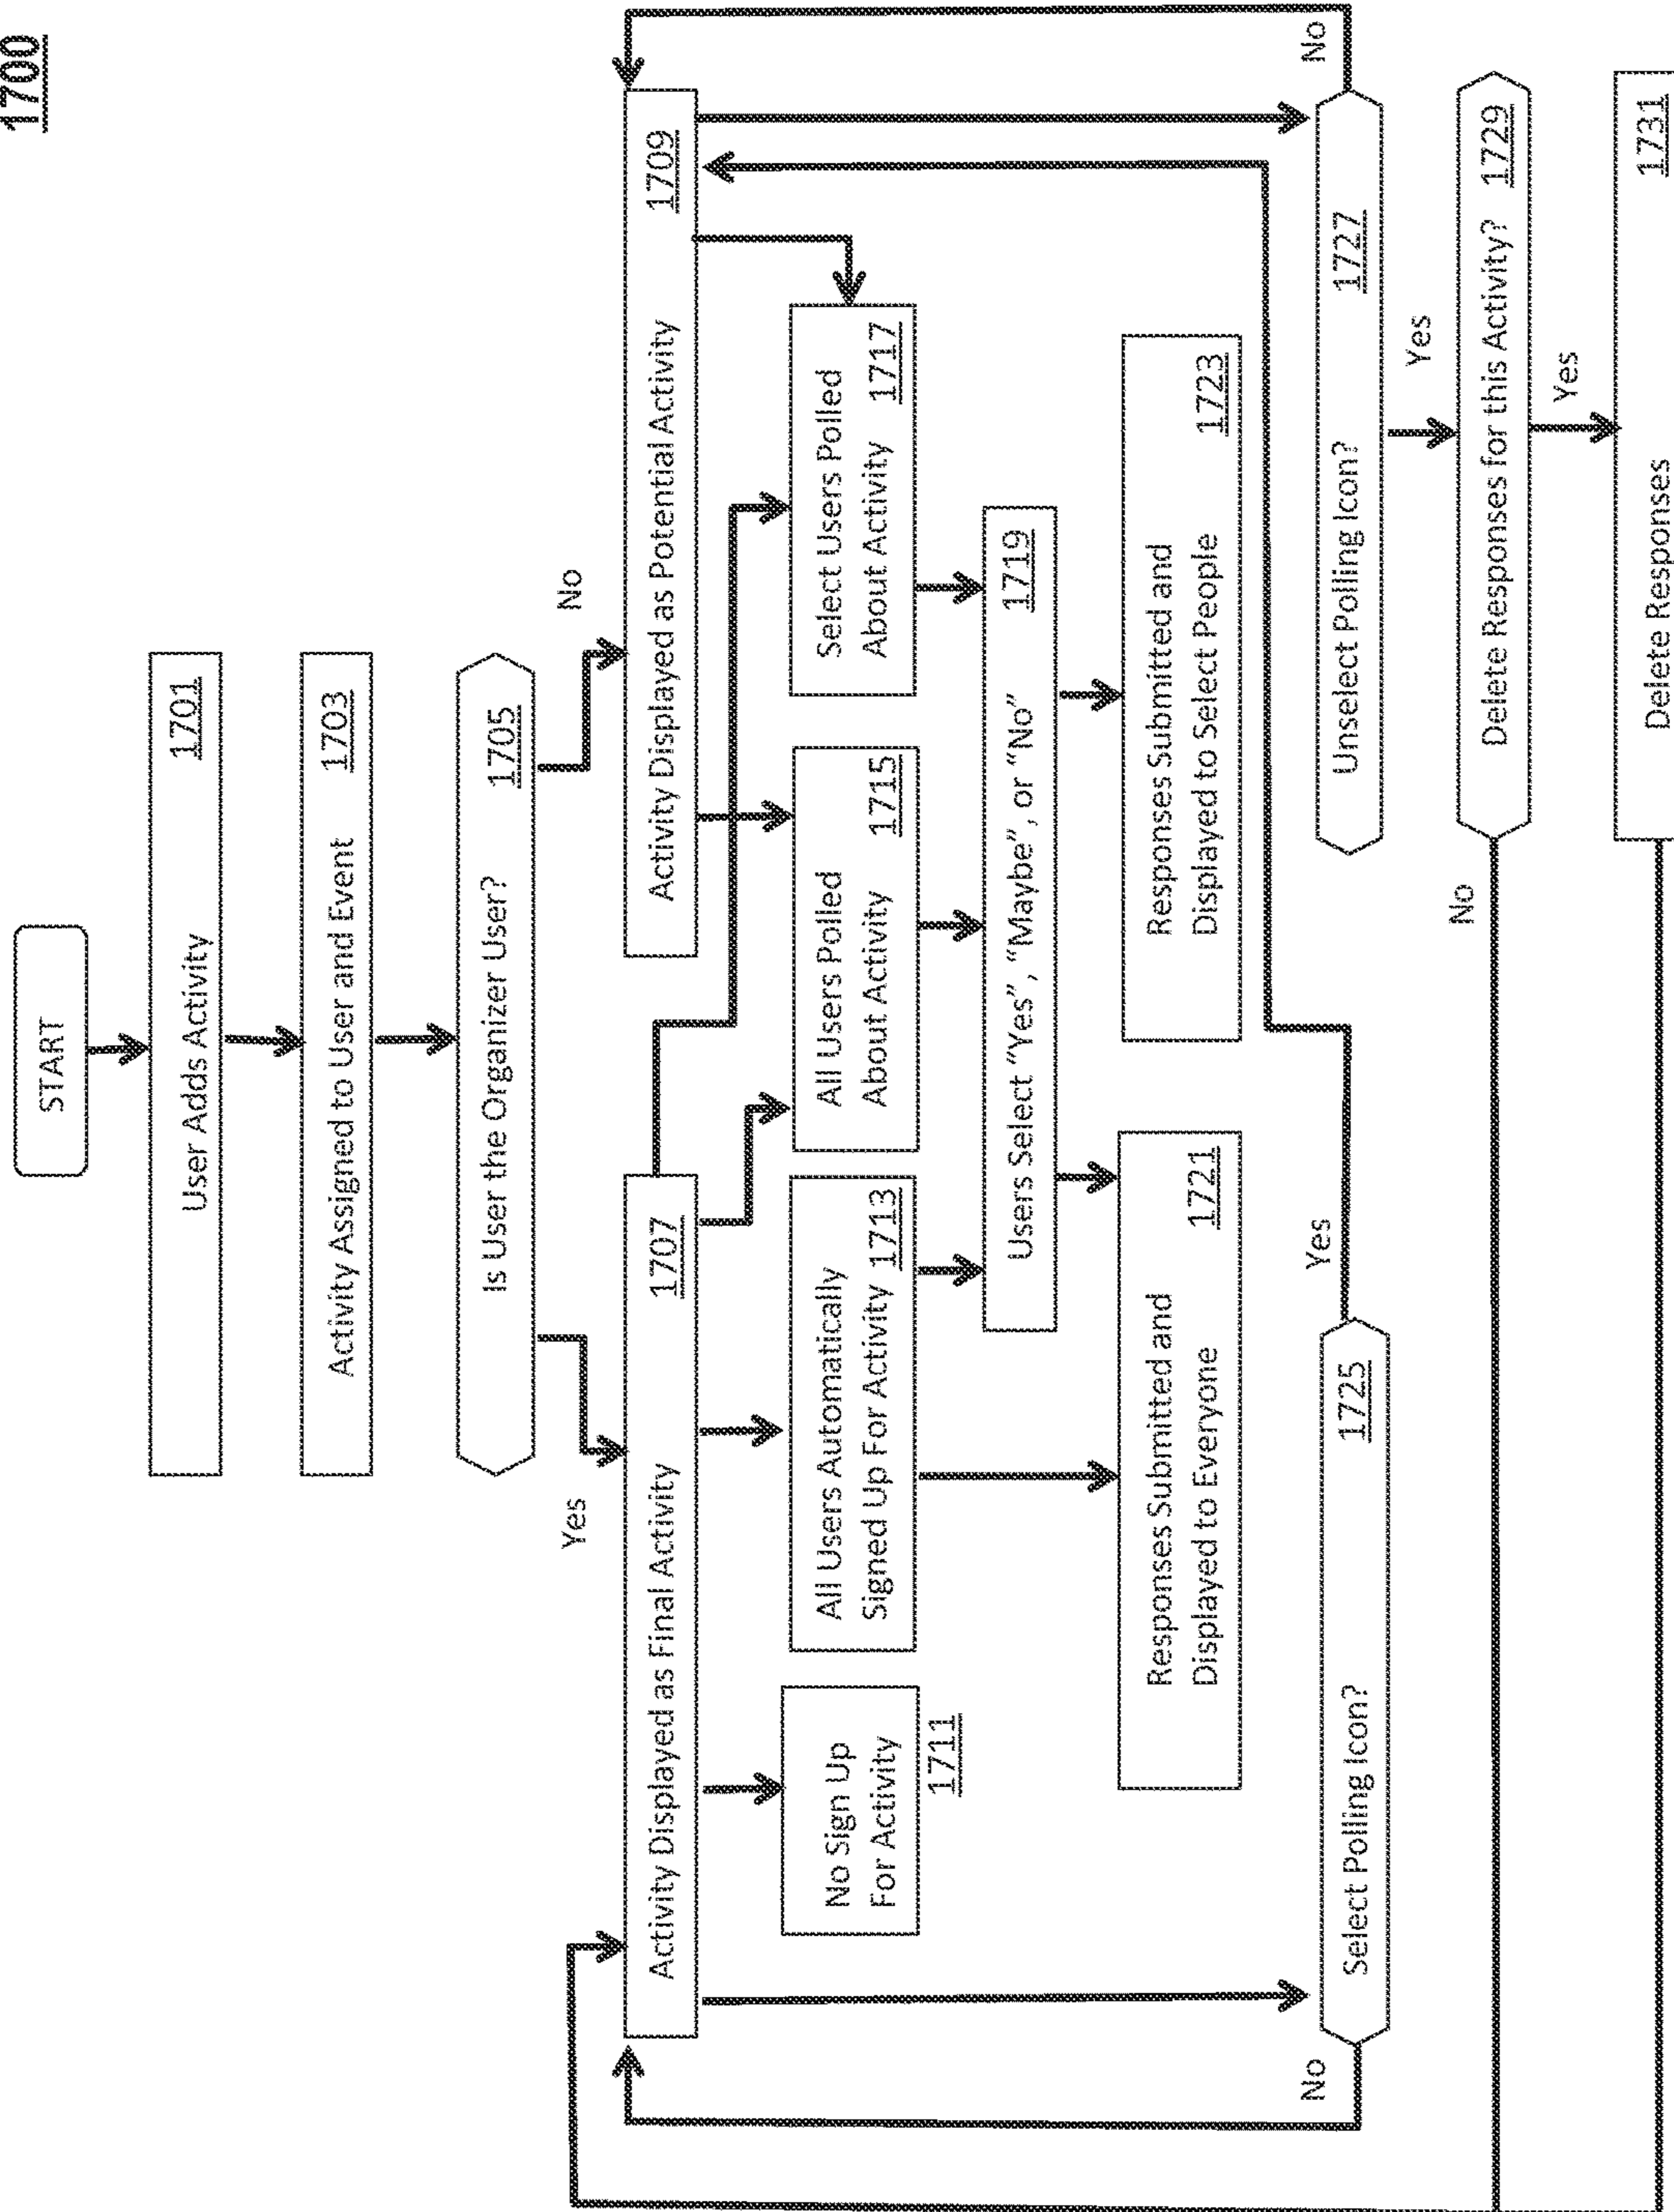 1700
START
User Adds Activity 1701
Activity Assigned to User and Event 1703
Is User the Organizer User? 1705
Yes
No
Activity Displayed as Final Activity 1707
Activity Displayed as Potential Activity 1709
No Sign Up
For Activity
1711
All Users Automatically
Signed Up For Activity 1713
All Users Polled
About Activity 1715
Select Users Polled
About Activity 1717
Users Select "Yes", "Maybe", or "No" 1719
Responses Submitted and
Displayed to Everyone 1721
Responses Submitted and
Displayed to Select People 1723
No
Select Polling Icon? 1725
Yes
Unselect Polling Icon? 1727
No
Yes
No
Delete Responses for this Activity? 1729
Yes
Delete Responses 1731